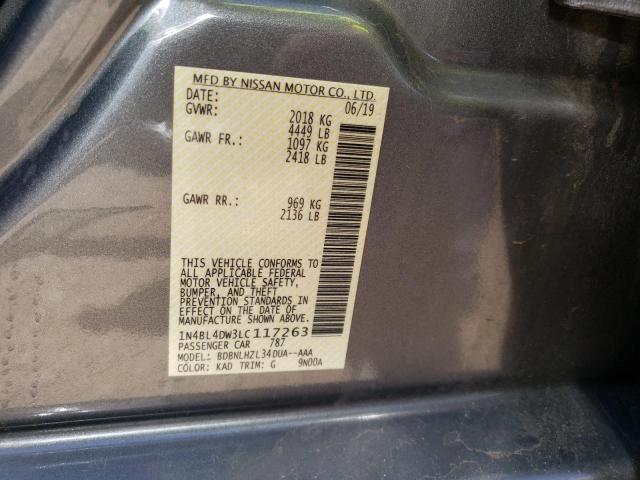 MFD BY NISSAN MOTOR CO., LTD.
DATE: 06/19
GVWR: 2018 KG
4449 LB
GAWR FR.: 1097 KG
2418 LB
GAWR RR.: 969 KG
2136 LB
THIS VEHICLE CONFORMS TO
ALL APPLICABLE FEDERAL
MOTOR VEHICLE SAFETY,
BUMPER, AND THEFT
PREVENTION STANDARDS IN
EFFECT ON THE DATE OF
MANUFACTURE SHOWN ABOVE.
1N4BL4DW3LC117263
PASSENGER CAR 787
MODEL: BDBNLHZL34DUA--AAA
COLOR: KAD TRIM: G 9N00A